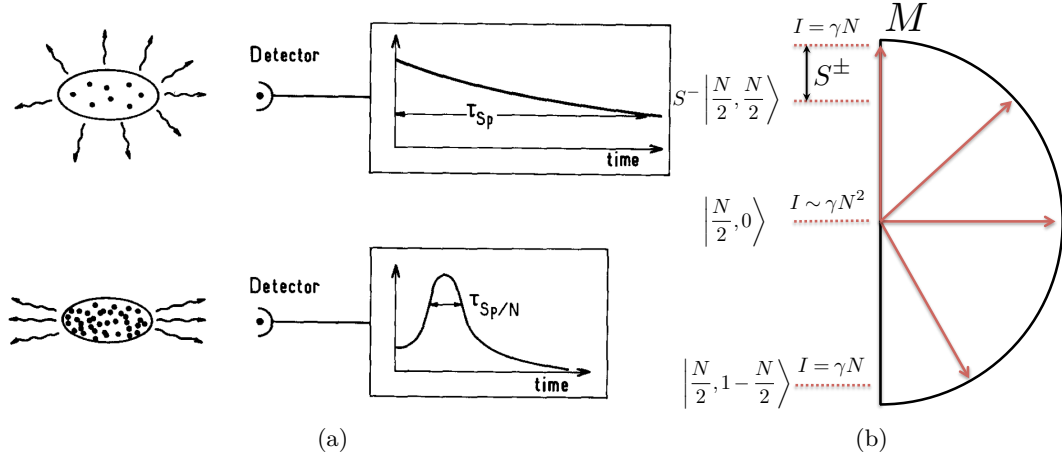 Detector
τSp
time
(a)
Detector
τSp/N
time
M
I = γN
S±
S⁻ |N/2, N/2⟩
|N/2, 0⟩
I ∼ γN²
|N/2, 1 − N/2⟩
I = γN
(b)